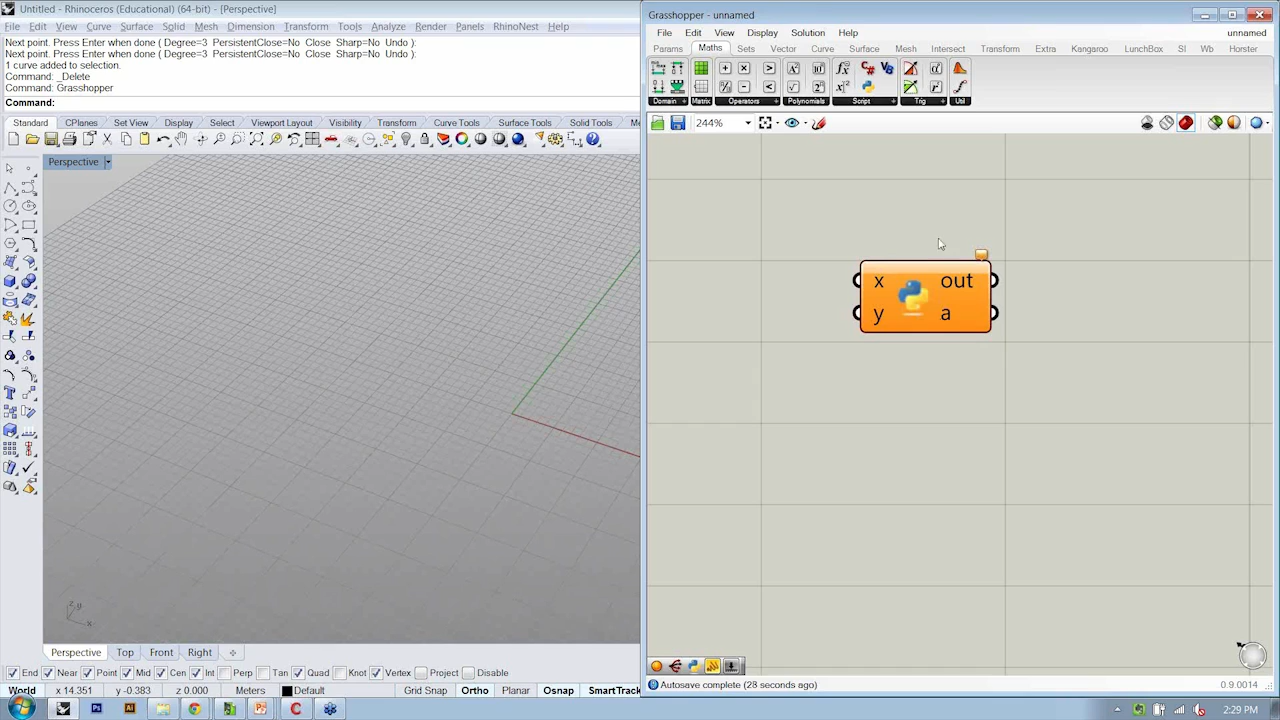 Untitled - Rhinoceros (Educational) (64-bit) - [Perspective]
File Edit View Curve Surface Solid Mesh Dimension Transform Tools Analyze Render Panels RhinoNest Help
Next point. Press Enter when done ( Degree=3 PersistentClose=No Close Sharp=No Undo ):
Next point. Press Enter when done ( Degree=3 PersistentClose=No Close Sharp=No Undo ):
1 curve added to selection.
Command: _Delete
Command: Grasshopper
Command:
Standard CPlanes Set View Display Select Viewport Layout Visibility Transform Curve Tools Surface Tools Solid Tools
Perspective
z y
x
Perspective Top Front Right
End Near Point Mid Cen Int Perp Tan Quad Knot Vertex Project Disable
World x 14.351 y -0.383 z 0.000 Meters Default Grid Snap Ortho Planar Osnap SmartTrack
Grasshopper - unnamed
File Edit View Display Solution Help unnamed
Params Maths Sets Vector Curve Surface Mesh Intersect Transform Extra Kangaroo LunchBox SI Wb Horster
Domain Matrix Operators Polynomials Script Trig Util
244%
x out
y a
Autosave complete (28 seconds ago) 0.9.0014
2:29 PM